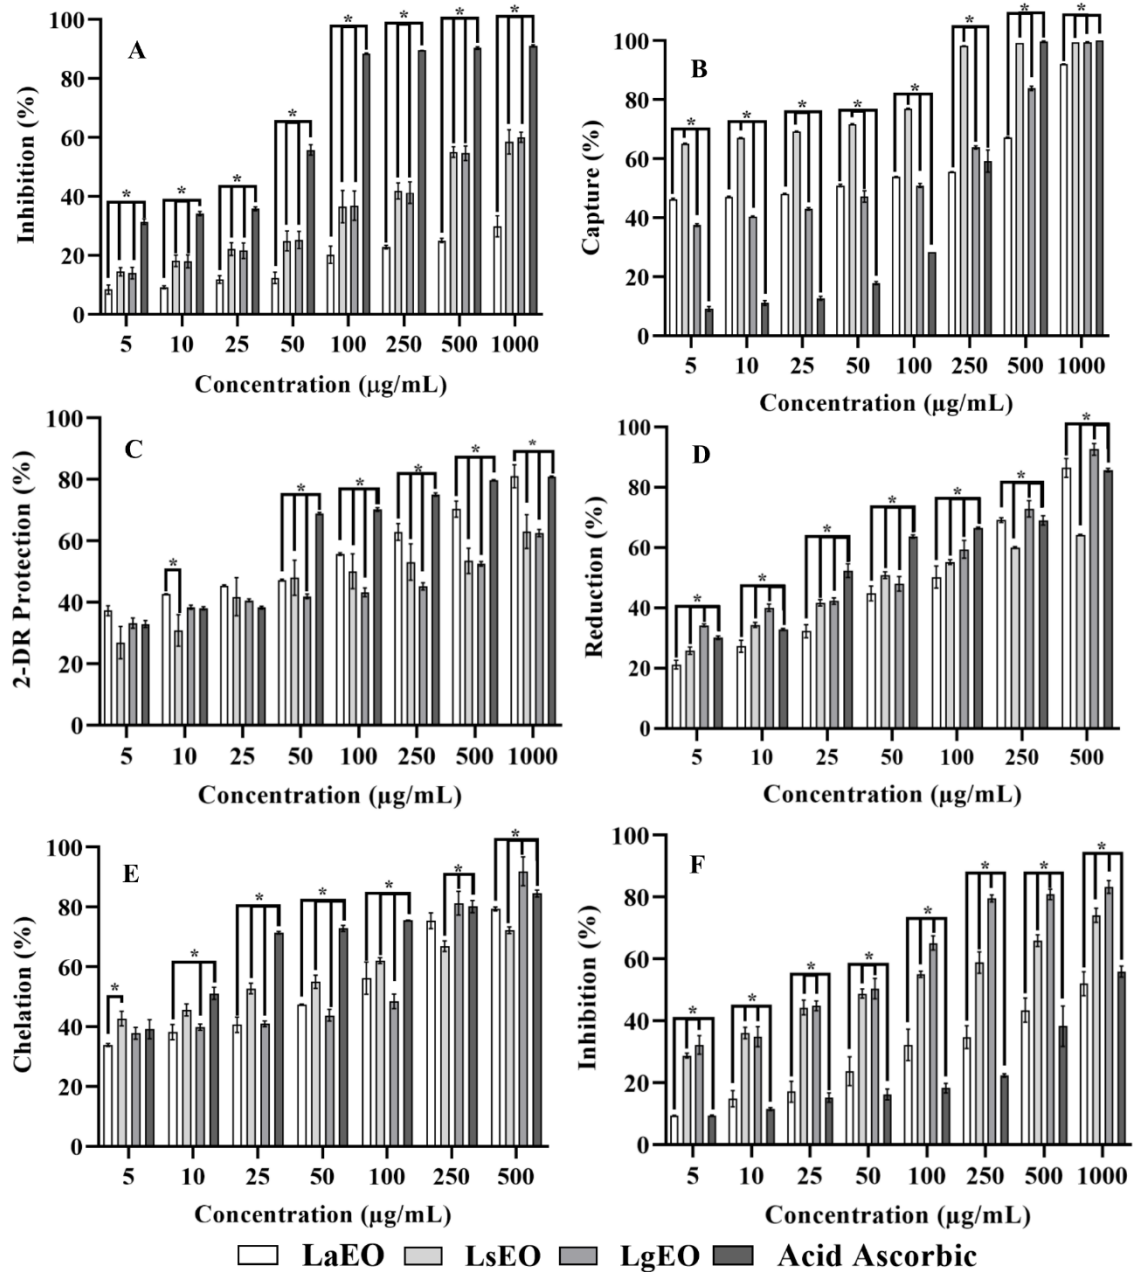 A
Inhibition (%)
100
80
60
40
20
0
* * * * * * * *
5 10 25 50 100 250 500 1000
Concentration (μg/mL)
B
Capture (%)
100
80
60
40
20
0
* * * * * * * *
5 10 25 50 100 250 500 1000
Concentration (µg/mL)
C
2-DR Protection (%)
100
80
60
40
20
0
* * * * * *
5 10 25 50 100 250 500 1000
Concentration (µg/mL)
D
Reduction (%)
100
80
60
40
20
0
* * * * * * *
5 10 25 50 100 250 500
Concentration (µg/mL)
E
Chelation (%)
100
80
60
40
20
0
* * * * * * *
5 10 25 50 100 250 500
Concentration (µg/mL)
F
Inhibition (%)
100
80
60
40
20
0
* * * * * * * *
5 10 25 50 100 250 500 1000
Concentration (µg/mL)
LaEO LsEO LgEO Acid Ascorbic